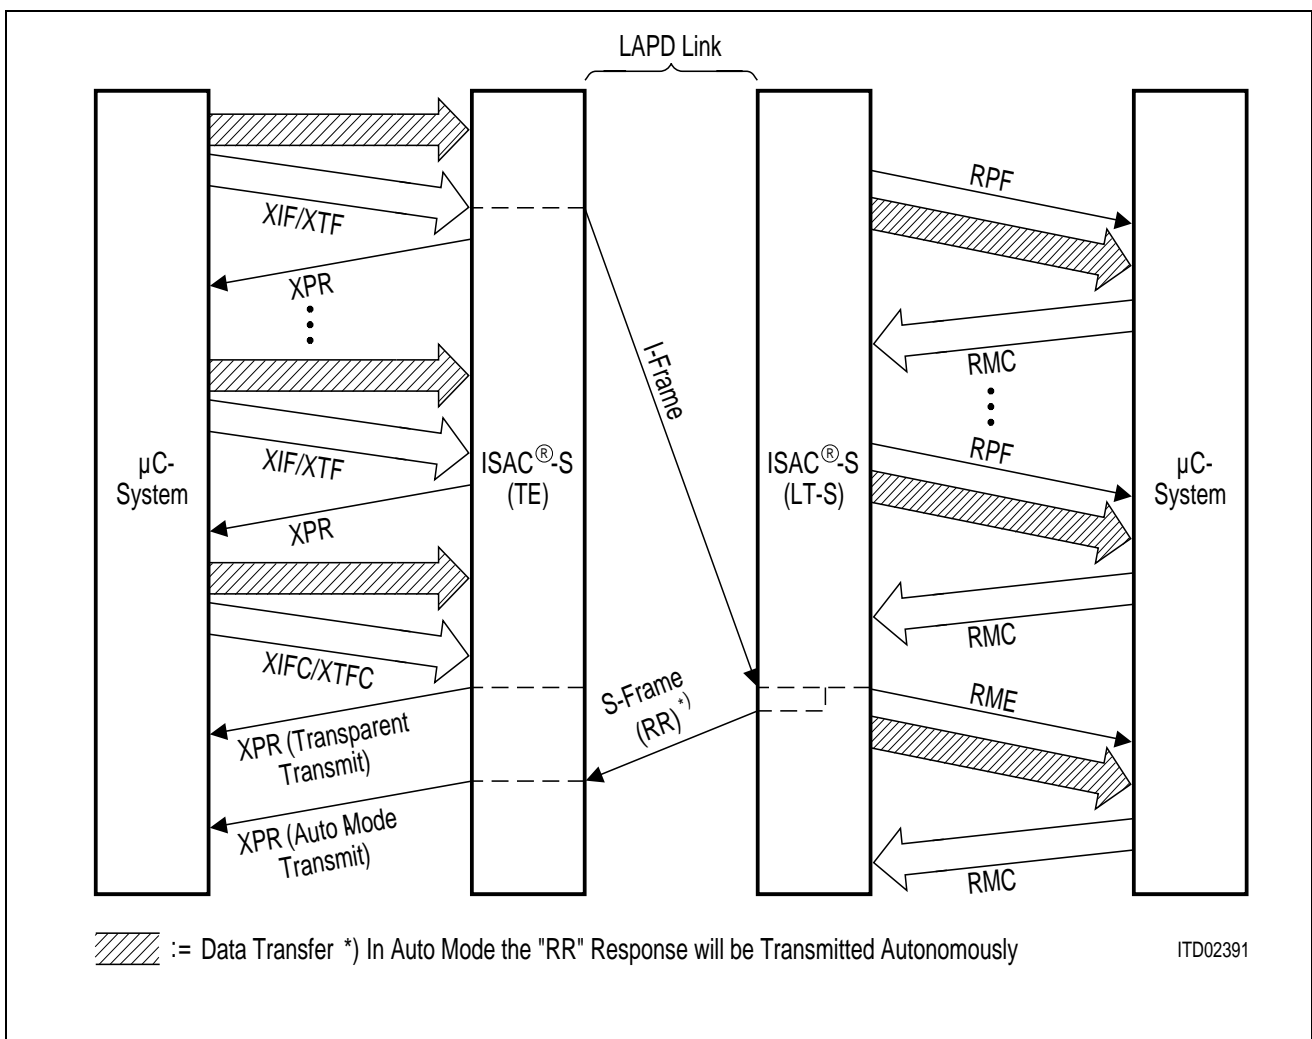 LAPD Link
XIF/XTF
XPR
XIF/XTF
XPR
XIFC/XTFC
XPR (Transparent
Transmit)
XPR (Auto Mode
Transmit)
µC-
System
ISAC®-S
(TE)
I-Frame
S-Frame
(RR)*)
ISAC®-S
(LT-S)
RPF
RMC
RPF
RMC
RME
RMC
µC-
System
:= Data Transfer *) In Auto Mode the "RR" Response will be Transmitted Autonomously
ITD02391